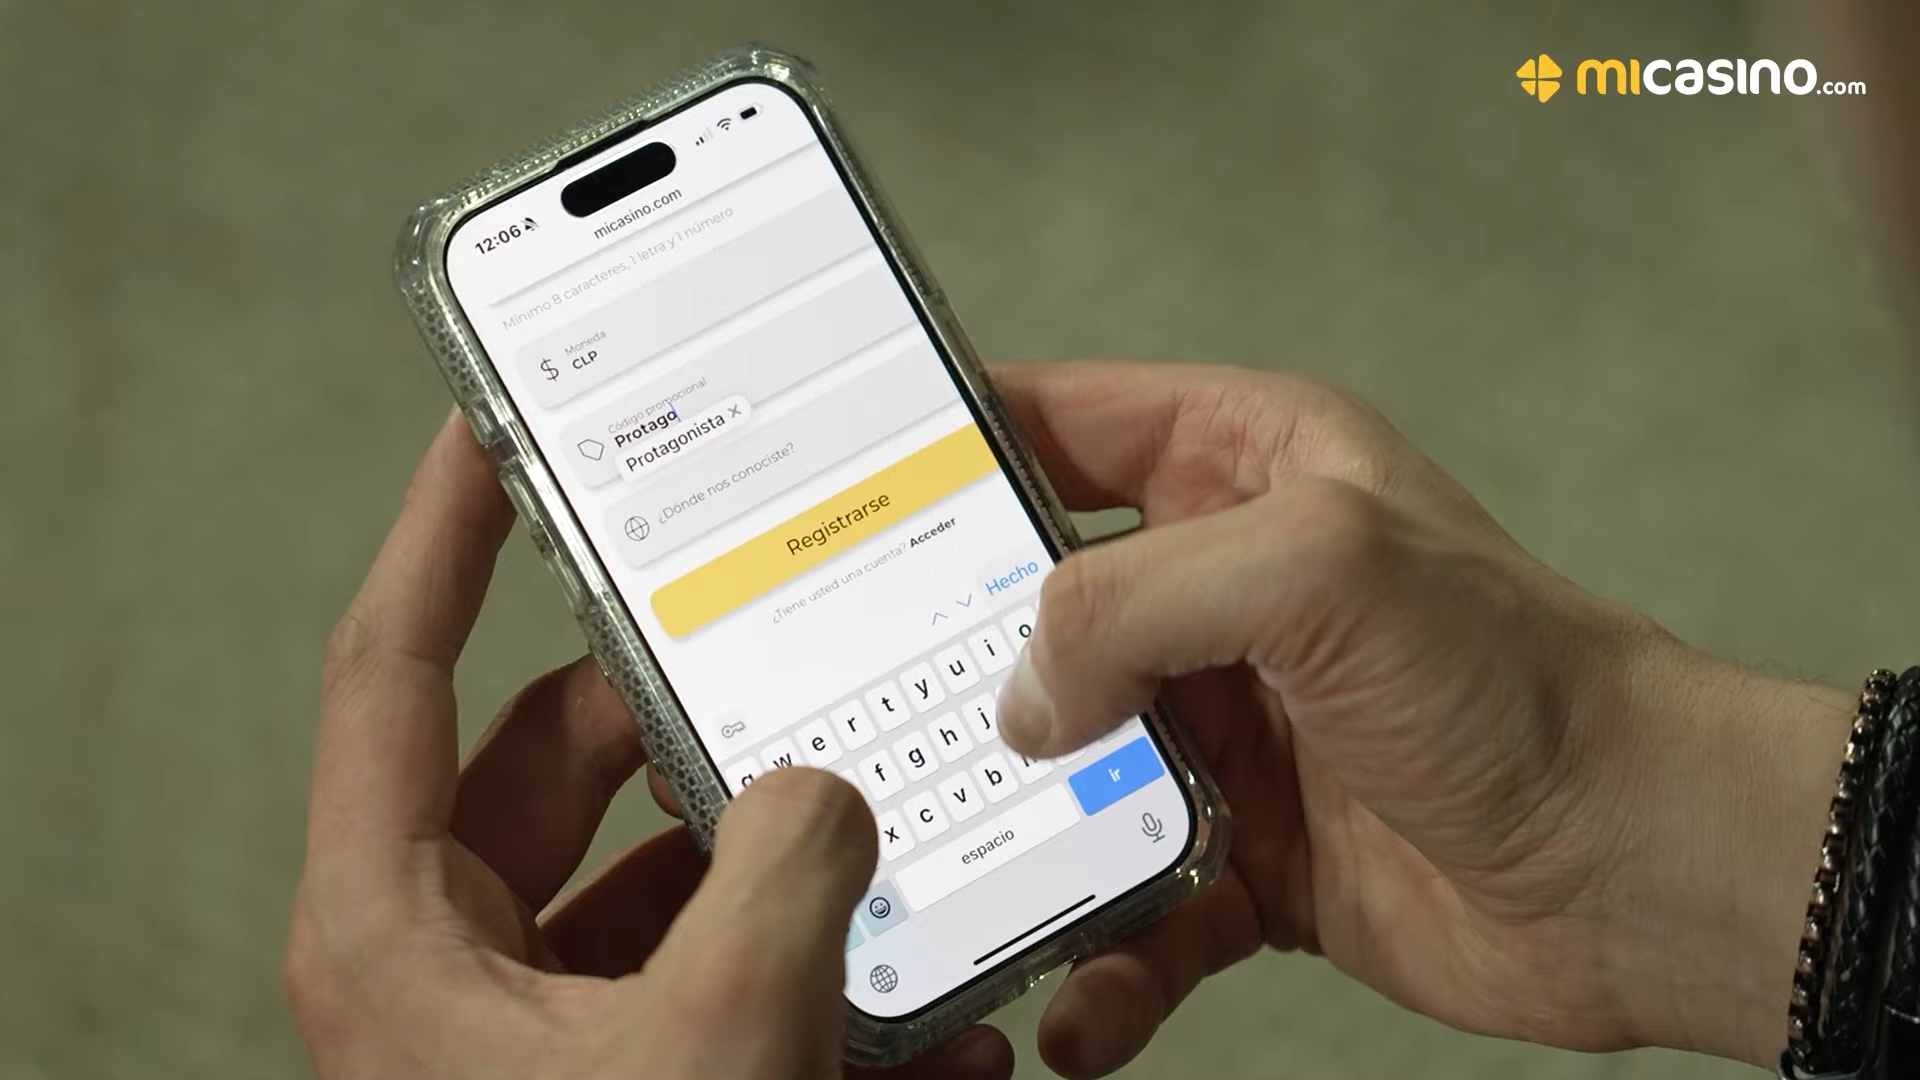 micasino.com
12:06
micasino.com
Mínimo 8 caracteres, 1 letra y 1 número
Moneda
$ CLP
Código promocional
Protago
Protagonista ×
¿Dónde nos conociste?
Registrarse
¿Tiene usted una cuenta? Acceder
Hecho
q w e r t y u i o
f g h j
x c v b
ir
espacio